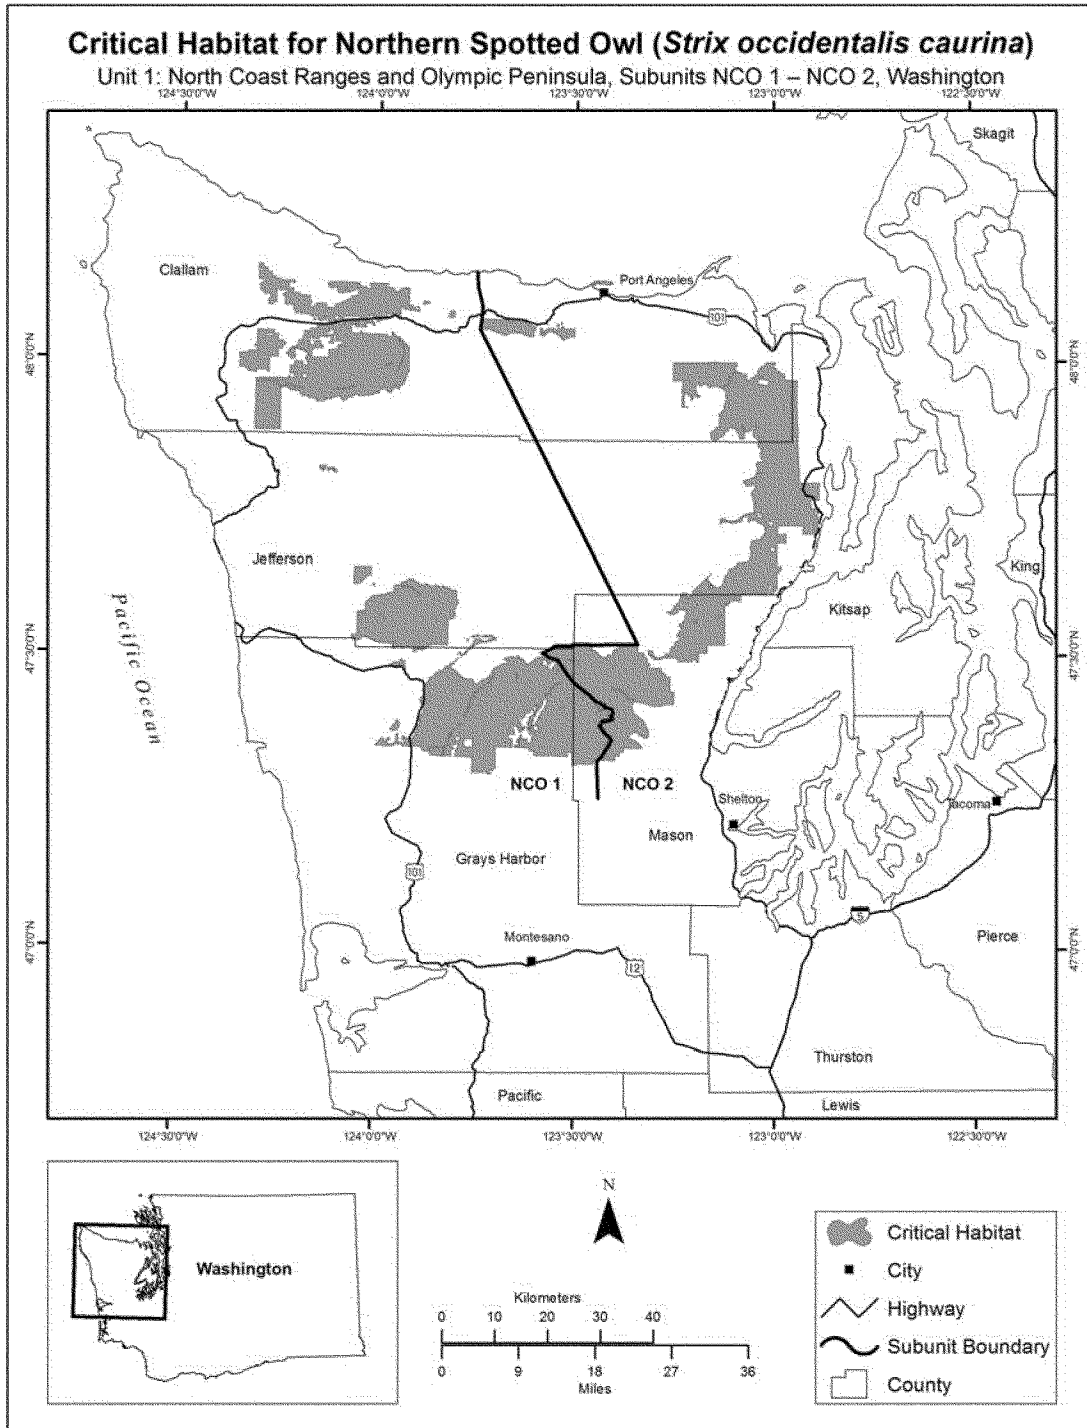 Critical Habitat for Northern Spotted Owl (Strix occidentalis caurina)
Unit 1: North Coast Ranges and Olympic Peninsula, Subunits NCO 1 – NCO 2, Washington
124°30'0"W 124°0'0"W 123°30'0"W 123°0'0"W 122°30'0"W
Skagit
Clallam
Port Angeles
101
48°0'0"N
48°0'0"N
Jefferson
King
Kitsap
Pacific Ocean
47°30'0"N
47°30'0"N
NCO 1
NCO 2
Shelton
Tacoma
Mason
Grays Harbor
101
5
Montesano
Pierce
47°0'0"N
47°0'0"N
12
Thurston
Pacific
Lewis
124°30'0"W 124°0'0"W 123°30'0"W 123°0'0"W 122°30'0"W
Washington
N
Kilometers
0 10 20 30 40
0 9 18 27 36
Miles
Critical Habitat
City
Highway
Subunit Boundary
County